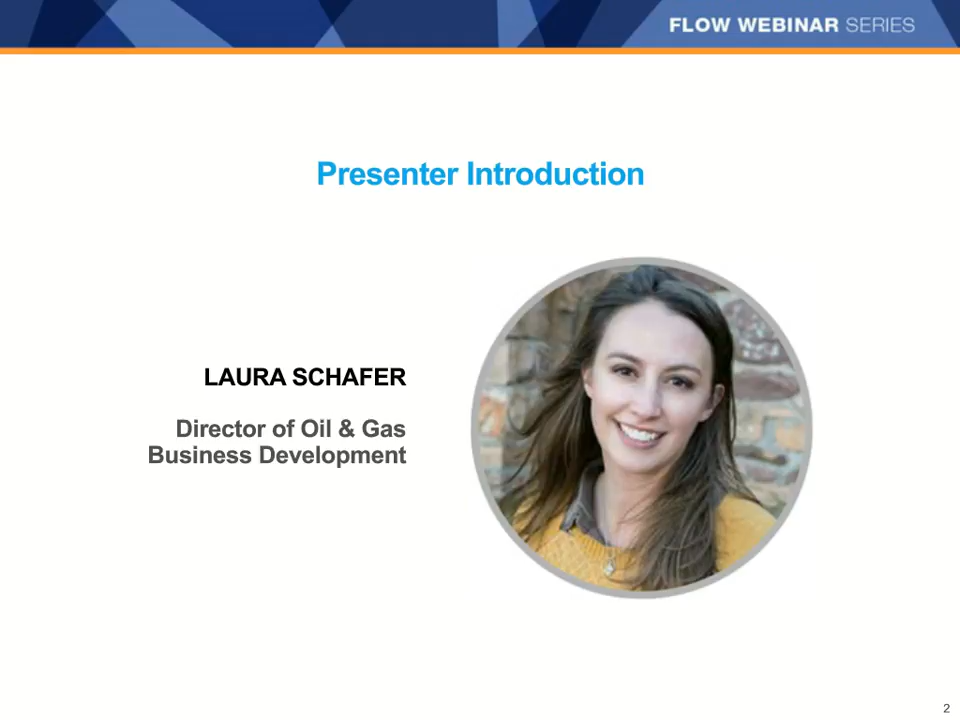 FLOW WEBINAR SERIES
Presenter Introduction
LAURA SCHAFER
Director of Oil & Gas
Business Development
2